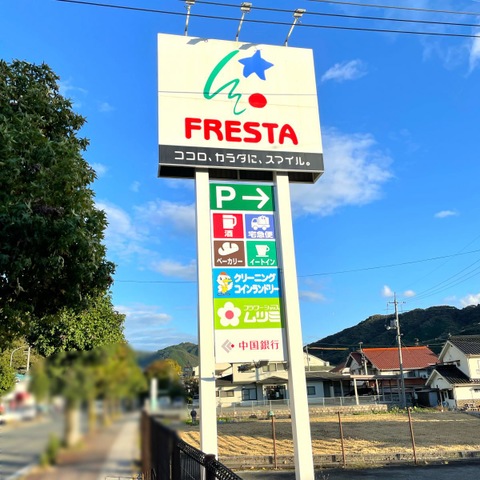 FRESTA
ココロ、カラダに、スマイル。
P →
酒
宅急便
ベーカリー
イートイン
クリーニング
コインランドリー
フラワーショップ
ムツミ
中国銀行